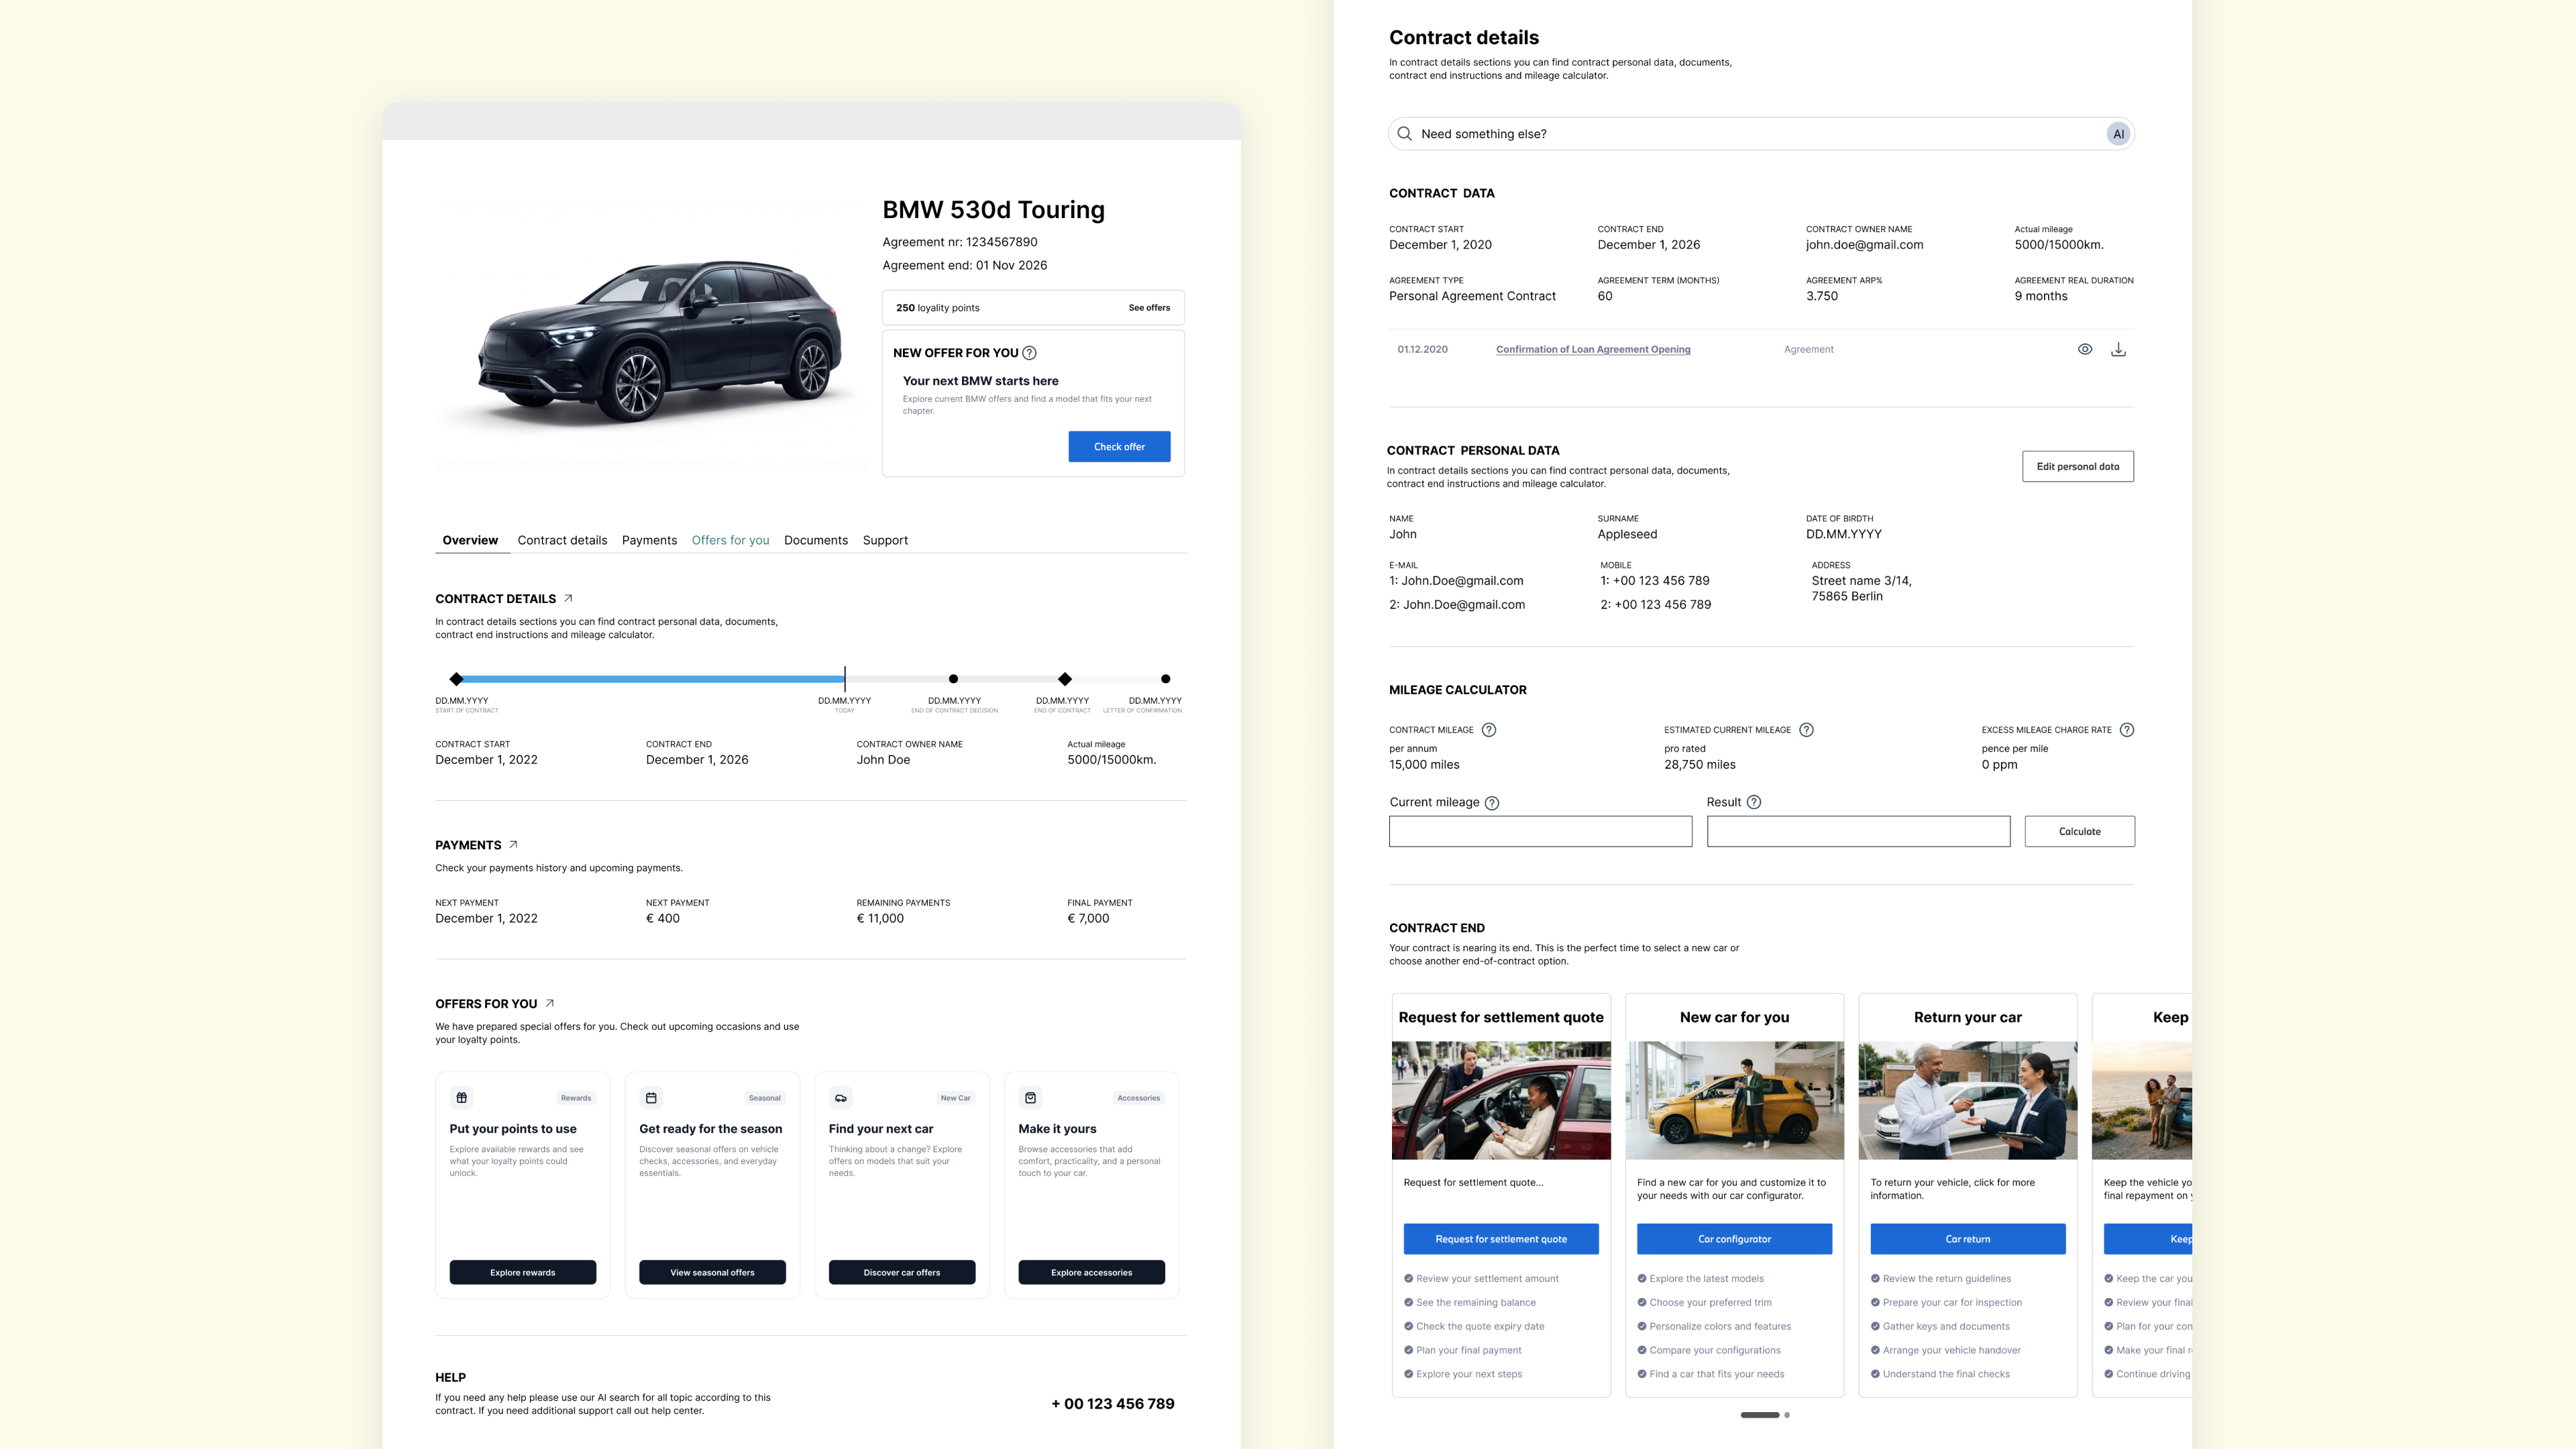 BMW 530d Touring
Agreement nr: 1234567890
Agreement end: 01 Nov 2026
250 loyality points See offers
NEW OFFER FOR YOU ?
Your next BMW starts here
Explore current BMW offers and find a model that fits your next
chapter.
Check offer
Overview Contract details Payments Offers for you Documents Support
CONTRACT DETAILS
In contract details sections you can find contract personal data, documents,
contract end instructions and mileage calculator.
DD.MM.YYYY DD.MM.YYYY DD.MM.YYYY DD.MM.YYYY DD.MM.YYYY
START OF CONTRACT TODAY END OF CONTRACT DECISION END OF CONTRACT LETTER OF CONFIRMATION
CONTRACT START CONTRACT END CONTRACT OWNER NAME Actual mileage
December 1, 2022 December 1, 2026 John Doe 5000/15000km.
PAYMENTS
Check your payments history and upcoming payments.
NEXT PAYMENT NEXT PAYMENT REMAINING PAYMENTS FINAL PAYMENT
December 1, 2022 € 400 € 11,000 € 7,000
OFFERS FOR YOU
We have prepared special offers for you. Check out upcoming occasions and use
your loyalty points.
Rewards
Put your points to use
Explore available rewards and see
what your loyalty points could
unlock.
Explore rewards
Seasonal
Get ready for the season
Discover seasonal offers on vehicle
checks, accessories, and everyday
essentials.
View seasonal offers
New Car
Find your next car
Thinking about a change? Explore
offers on models that suit your
needs.
Discover car offers
Accessories
Make it yours
Browse accessories that add
comfort, practicality, and a personal
touch to your car.
Explore accessories
HELP
If you need any help please use our AI search for all topic according to this
contract. If you need additional support call out help center.
+ 00 123 456 789
Contract details
In contract details sections you can find contract personal data, documents,
contract end instructions and mileage calculator.
Need something else? AI
CONTRACT DATA
CONTRACT START CONTRACT END CONTRACT OWNER NAME Actual mileage
December 1, 2020 December 1, 2026 john.doe@gmail.com 5000/15000km.
AGREEMENT TYPE AGREEMENT TERM (MONTHS) AGREEMENT ARP% AGREEMENT REAL DURATION
Personal Agreement Contract 60 3.750 9 months
01.12.2020 Confirmation of Loan Agreement Opening Agreement
CONTRACT PERSONAL DATA
In contract details sections you can find contract personal data, documents,
contract end instructions and mileage calculator.
Edit personal data
NAME SURNAME DATE OF BIRDTH
John Appleseed DD.MM.YYYY
E-MAIL MOBILE ADDRESS
1: John.Doe@gmail.com 1: +00 123 456 789 Street name 3/14,
75865 Berlin
2: John.Doe@gmail.com 2: +00 123 456 789
MILEAGE CALCULATOR
CONTRACT MILEAGE ? ESTIMATED CURRENT MILEAGE ? EXCESS MILEAGE CHARGE RATE ?
per annum pro rated pence per mile
15,000 miles 28,750 miles 0 ppm
Current mileage ? Result ?
Calculate
CONTRACT END
Your contract is nearing its end. This is the perfect time to select a new car or
choose another end-of-contract option.
Request for settlement quote
Request for settlement quote...
Request for settlement quote
Review your settlement amount
See the remaining balance
Check the quote expiry date
Plan your final payment
Explore your next steps
New car for you
Find a new car for you and customize it to
your needs with our car configurator.
Car configurator
Explore the latest models
Choose your preferred trim
Personalize colors and features
Compare your configurations
Find a car that fits your needs
Return your car
To return your vehicle, click for more
information.
Car return
Review the return guidelines
Prepare your car for inspection
Gather keys and documents
Arrange your vehicle handover
Understand the final checks
Keep
Keep the vehicle
final repayment on
Keep
Keep the car
Review your final
Plan for your
Make your final
Continue driving